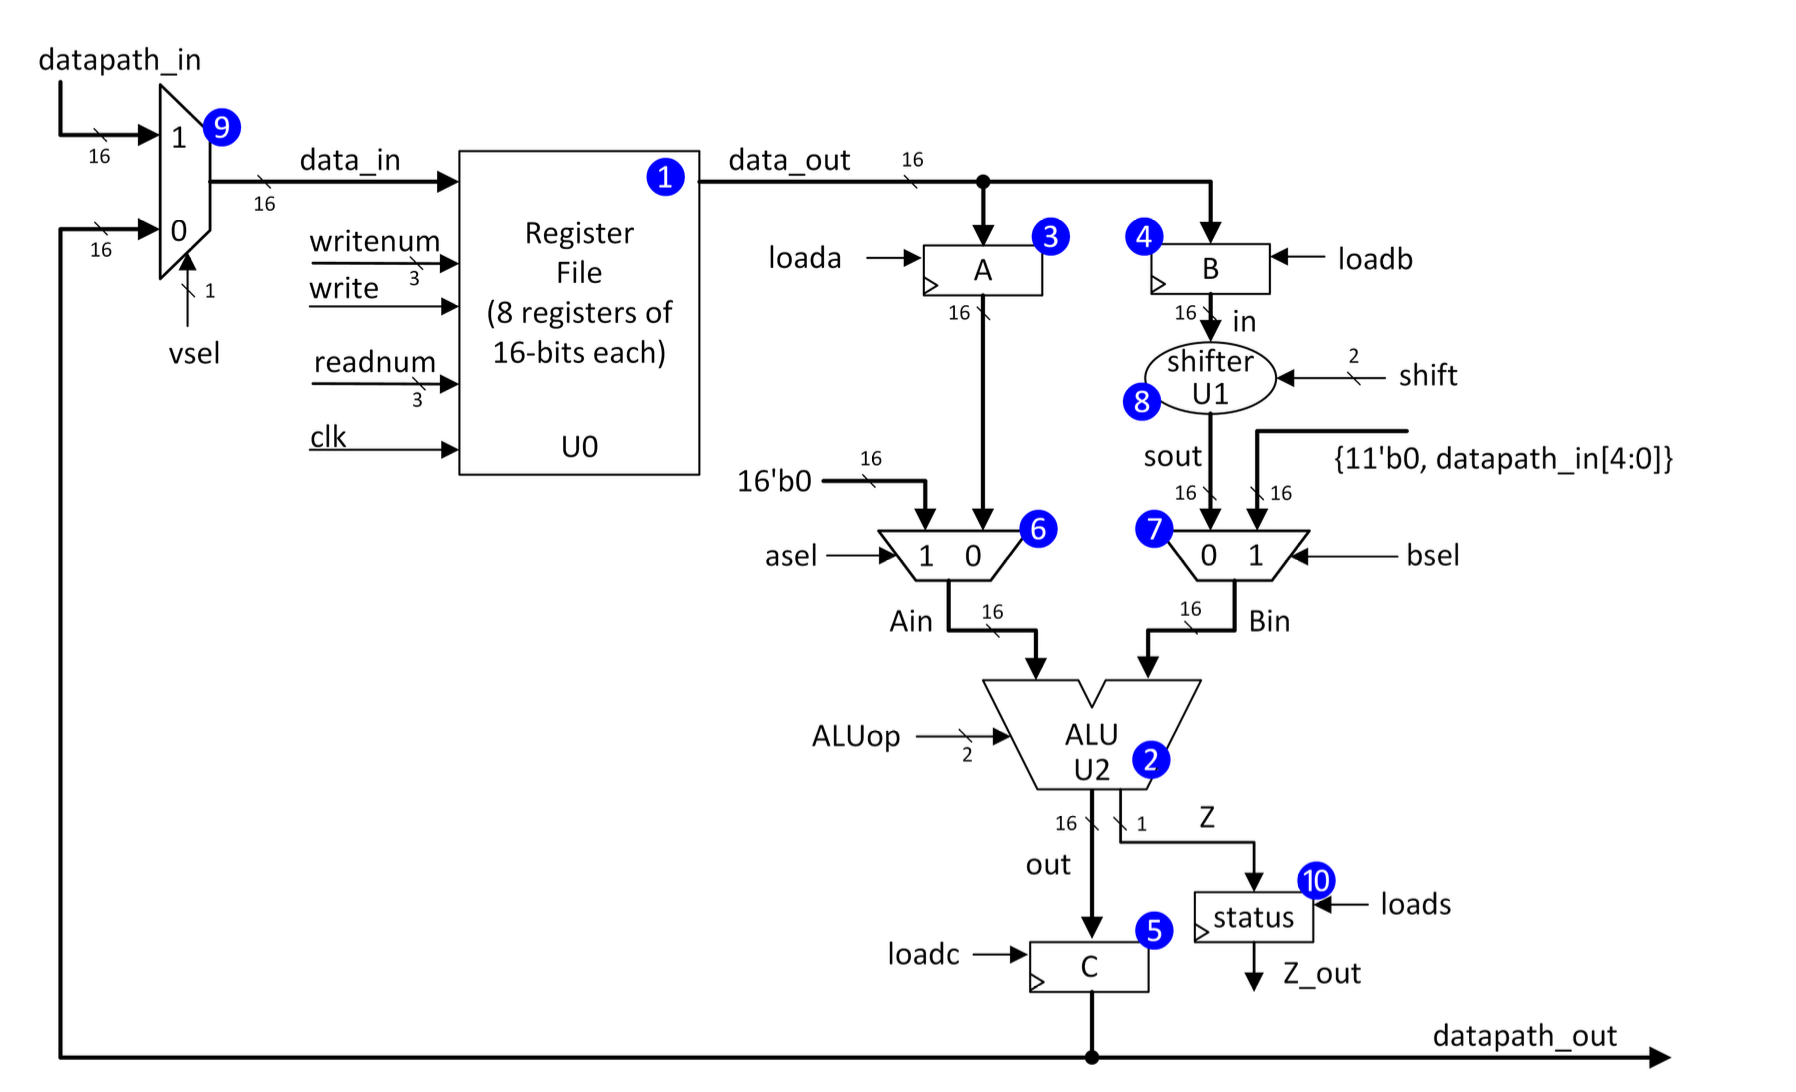 datapath_in
1
9
16
data_in
16
0
16
1
vsel
writenum
3
write
readnum
3
clk
1
Register
File
(8 registers of
16-bits each)
U0
data_out
16
loada
3
A
16
4
B
loadb
16
in
shifter
U1
8
2
shift
sout
{11'b0, datapath_in[4:0]}
16
16
16'b0
16
6
asel
1 0
7
0 1
bsel
Ain
16
16
Bin
ALUop
2
ALU
U2
2
16
1
Z
out
10
status
loads
Z_out
5
loadc
C
datapath_out